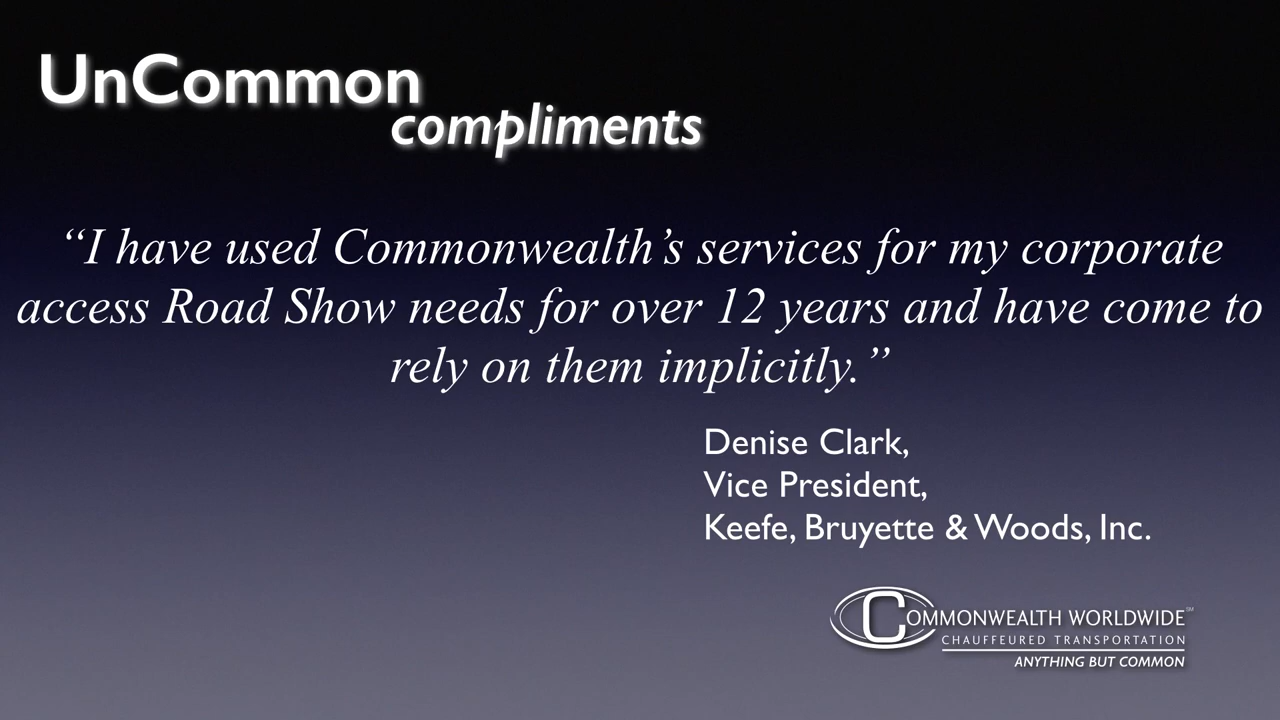 UnCommon
compliments
“I have used Commonwealth’s services for my corporate
access Road Show needs for over 12 years and have come to
rely on them implicitly.”
Denise Clark,
Vice President,
Keefe, Bruyette & Woods, Inc.
COMMONWEALTH WORLDWIDE℠
CHAUFFEURED TRANSPORTATION
ANYTHING BUT COMMON